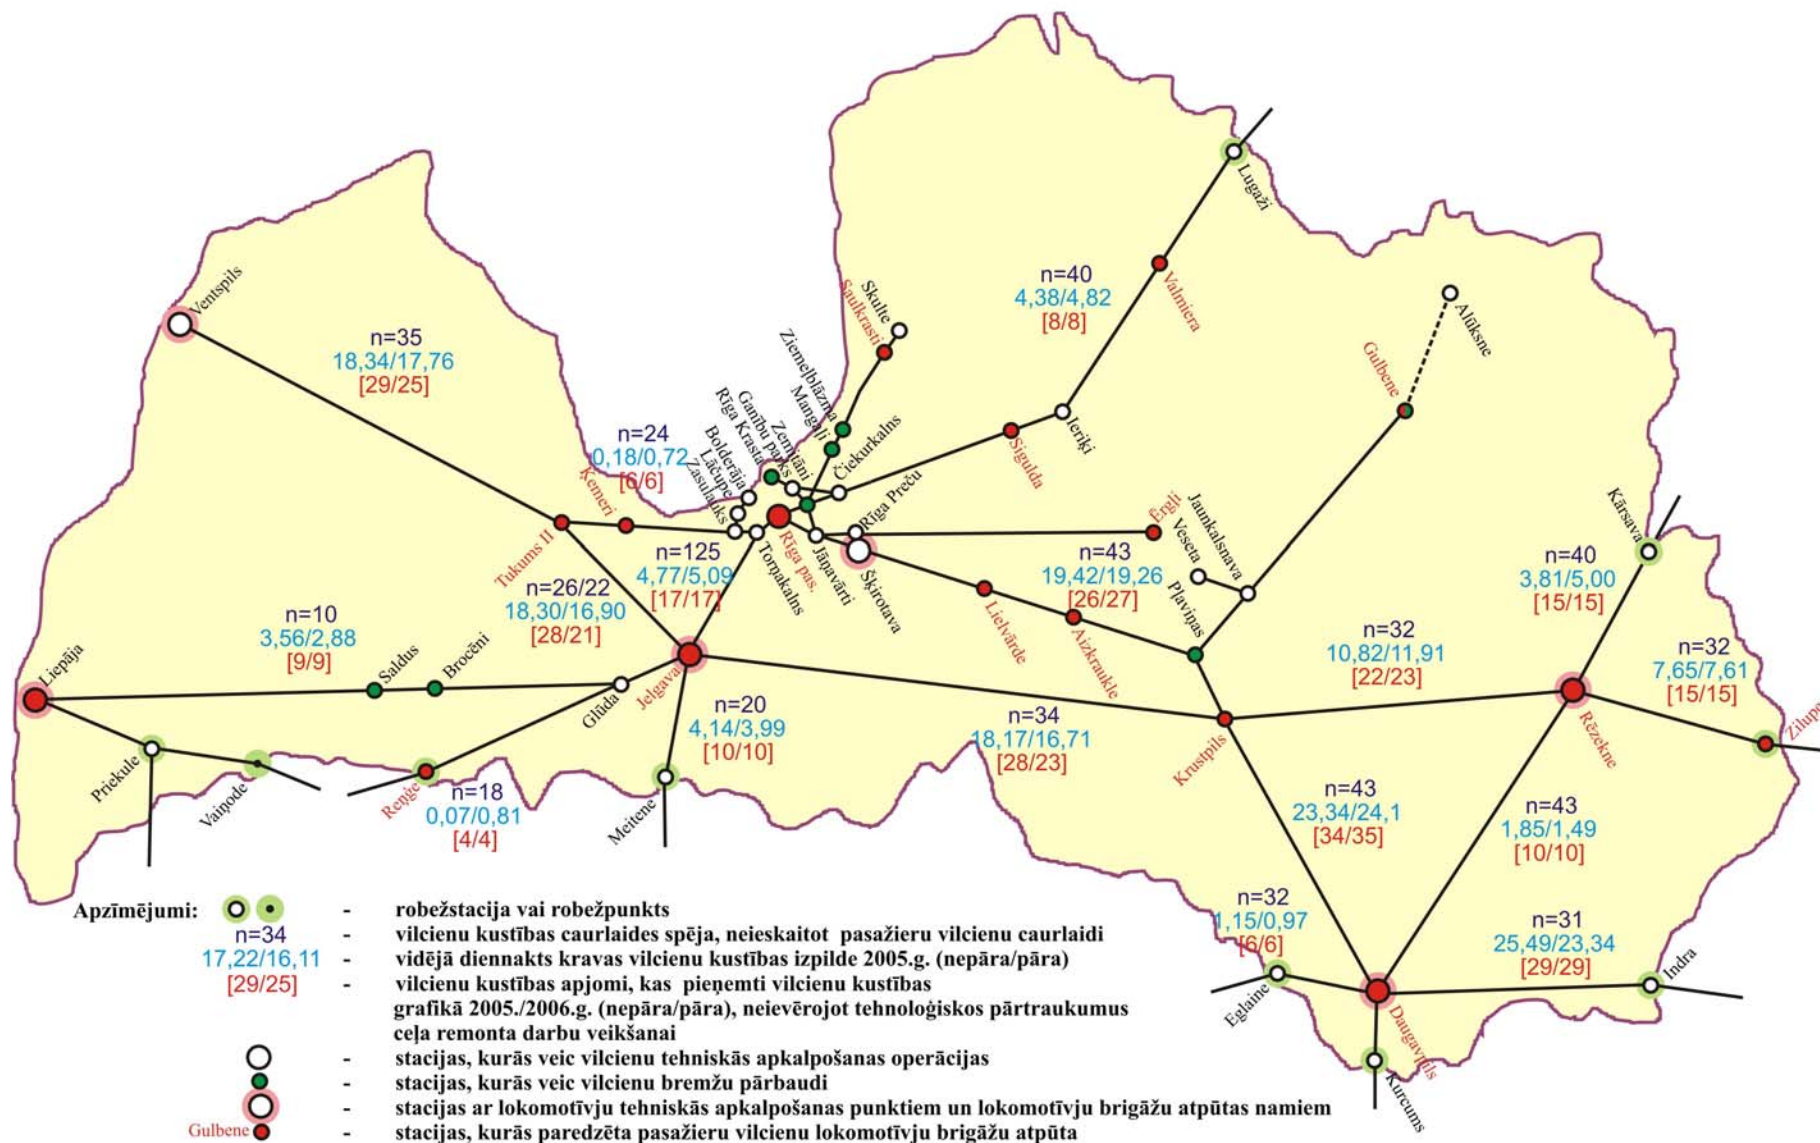 Lugaži
Valmiera
n=40
4,38/4,82
[8/8]
Ventspils
n=35
18,34/17,76
[29/25]
Skulte
Saulkrasti
Ziemeļblāzma
Mangaļi
Alūksne
Gulbene
Ieriķi
Sigulda
n=24
0,18/0,72
[6/6]
Ķemeri
Tukums II
Zemitāni
Ganību parks
Rīga Krasta
Bolderāja
Lāčupe
Zasulauks
Čiekurkalns
Rīga Preču
Rīga pas.
Torņakalns
Jāņavārti
Šķirotava
Ērgļi
Jaunkalsnava
Veseta
Pļaviņas
Lielvārde
Aizkraukle
Kārsava
n=125
4,77/5,09
[17/17]
n=43
19,42/19,26
[26/27]
n=40
3,81/5,00
[15/15]
n=26/22
18,30/16,90
[28/21]
n=10
3,56/2,88
[9/9]
Liepāja
Saldus
Brocēni
Glūda
Jelgava
n=32
10,82/11,91
[22/23]
n=32
7,65/7,61
[15/15]
Krustpils
Rēzekne
Zilupe
n=20
4,14/3,99
[10/10]
n=34
18,17/16,71
[28/23]
Priekule
Vaiņode
Reņģe
n=18
0,07/0,81
[4/4]
Meitene
n=43
23,34/24,1
[34/35]
n=43
1,85/1,49
[10/10]
n=32
1,15/0,97
[6/6]
n=31
25,49/23,34
[29/29]
Eglaine
Daugavpils
Indra
Kurcums
Apzīmējumi: - robežstacija vai robežpunkts
n=34 - vilcienu kustības caurlaides spēja, neieskaitot pasažieru vilcienu caurlaidi
17,22/16,11 - vidējā diennakts kravas vilcienu kustības izpilde 2005.g. (nepāra/pāra)
[29/25] - vilcienu kustības apjomi, kas pieņemti vilcienu kustības
grafikā 2005./2006.g. (nepāra/pāra), neievērojot tehnoloģiskos pārtraukumus
ceļa remonta darbu veikšanai
- stacijas, kurās veic vilcienu tehniskās apkalpošanas operācijas
- stacijas, kurās veic vilcienu bremžu pārbaudi
- stacijas ar lokomotīvju tehniskās apkalpošanas punktiem un lokomotīvju brigāžu atpūtas namiem
Gulbene - stacijas, kurās paredzēta pasažieru vilcienu lokomotīvju brigāžu atpūta